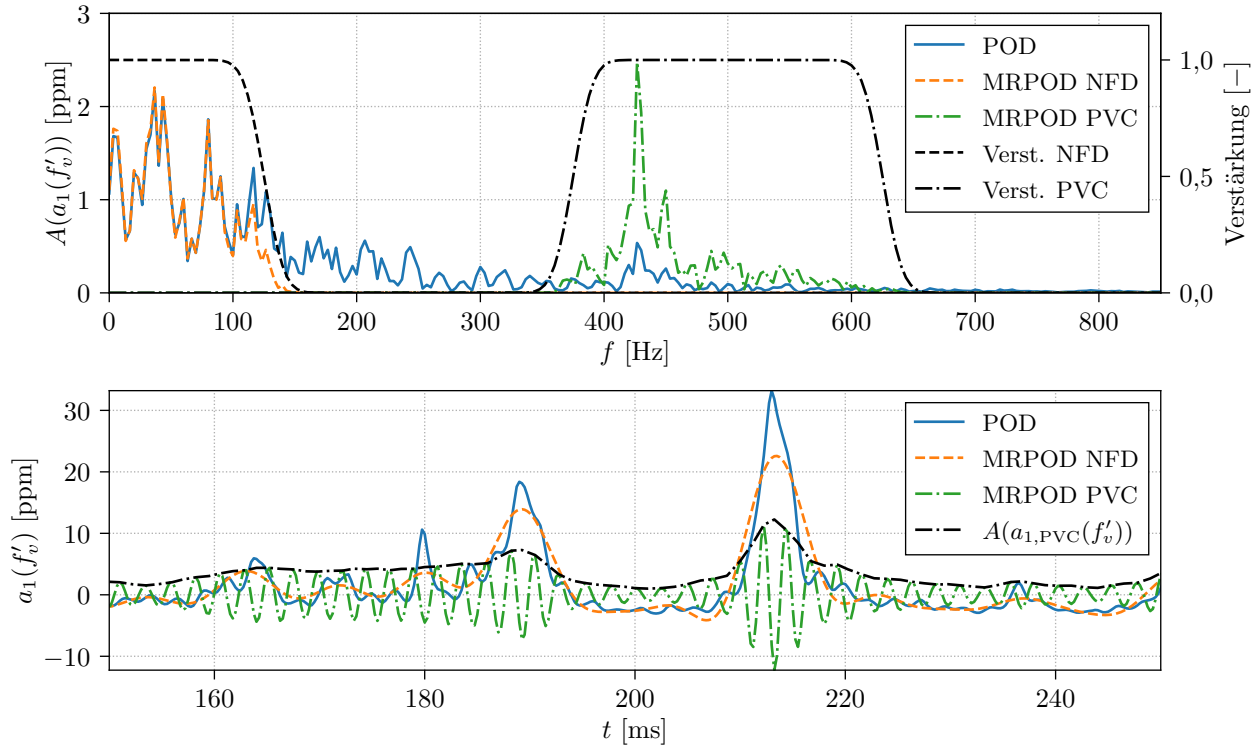 3
2
1
0
A(a₁(f′ᵥ)) [ppm]
POD
MRPOD NFD
MRPOD PVC
Verst. NFD
Verst. PVC
1,0
0,5
0,0
Verstärkung [−]
0 100 200 300 400 500 600 700 800
f [Hz]
30
20
10
0
−10
a₁(f′ᵥ) [ppm]
POD
MRPOD NFD
MRPOD PVC
A(a₁,PVC(f′ᵥ))
160 180 200 220 240
t [ms]